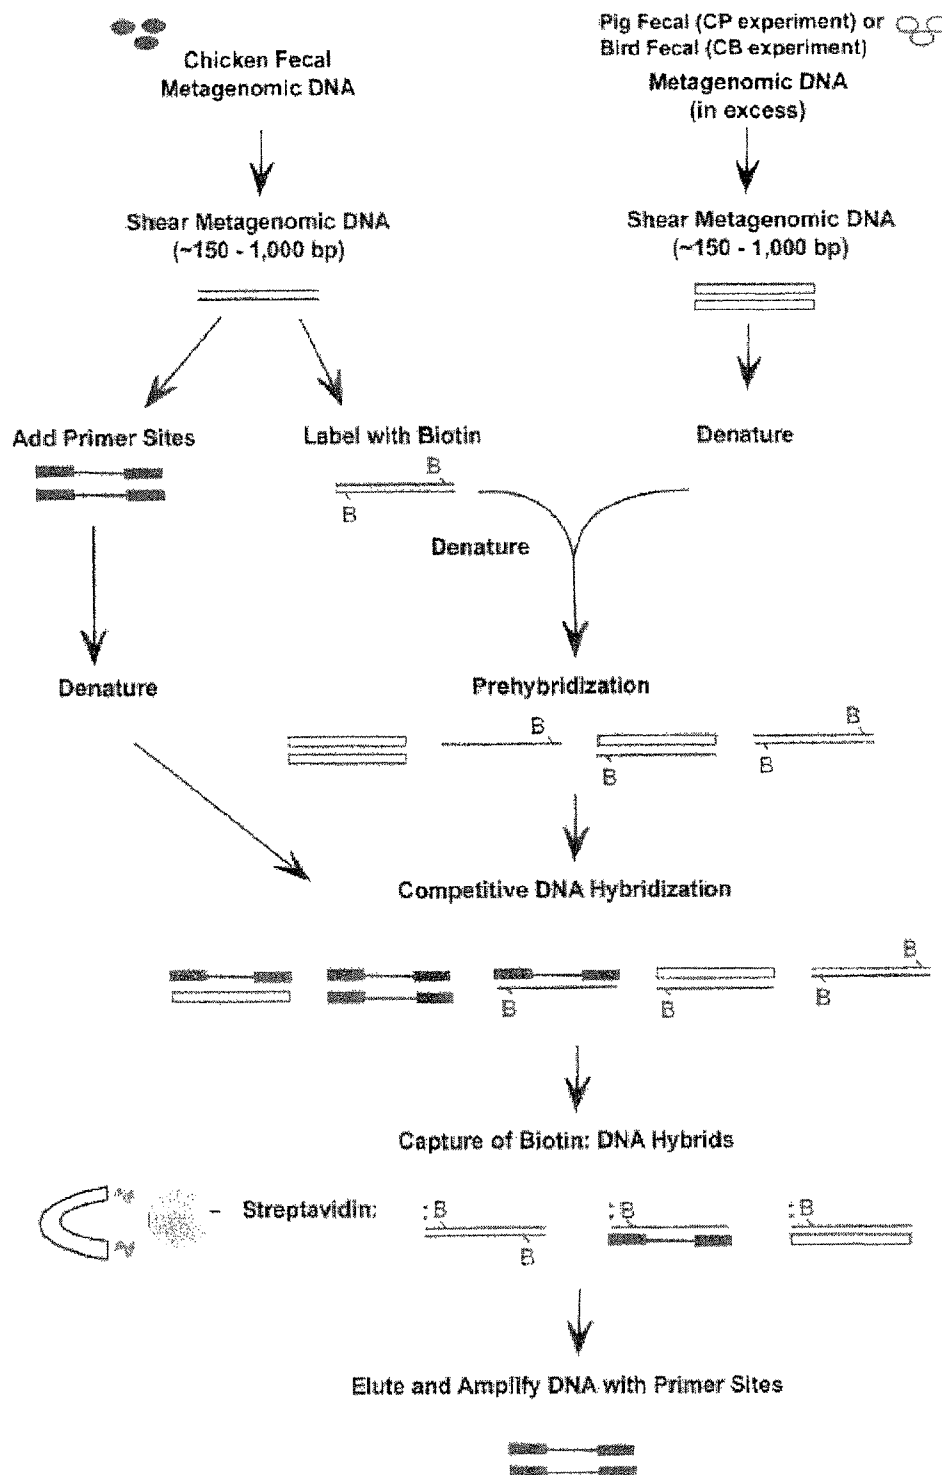 Chicken Fecal
Metagenomic DNA
Pig Fecal (CP experiment) or
Bird Fecal (CB experiment)
Metagenomic DNA
(in excess)
Shear Metagenomic DNA
(~150 - 1,000 bp)
Shear Metagenomic DNA
(~150 - 1,000 bp)
Add Primer Sites
Label with Biotin
Denature
B
B
Denature
Denature
Prehybridization
B
B
B
B
Competitive DNA Hybridization
B
B
B
B
Capture of Biotin: DNA Hybrids
– Streptavidin:
:B
:B
:B
B
Elute and Amplify DNA with Primer Sites